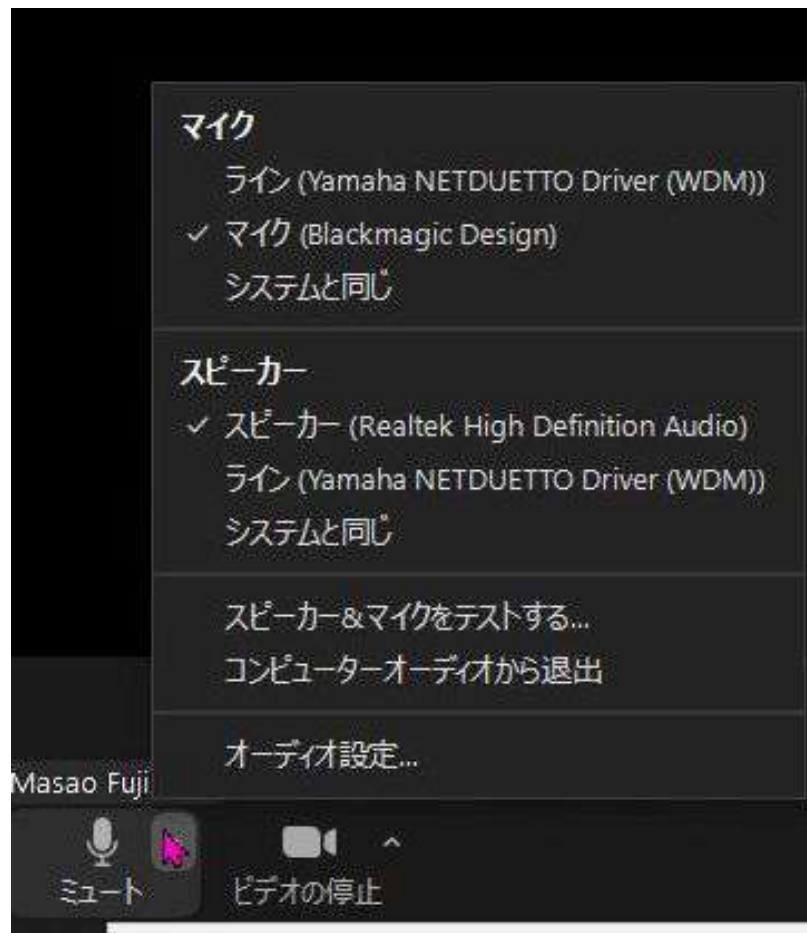 マイク
ライン (Yamaha NETDUETTO Driver (WDM))
✓ マイク (Blackmagic Design)
システムと同じ
スピーカー
✓ スピーカー (Realtek High Definition Audio)
ライン (Yamaha NETDUETTO Driver (WDM))
システムと同じ
スピーカー&マイクをテストする...
コンピューターオーディオから退出
オーディオ設定...
Masao Fuji
ミュート
ビデオの停止